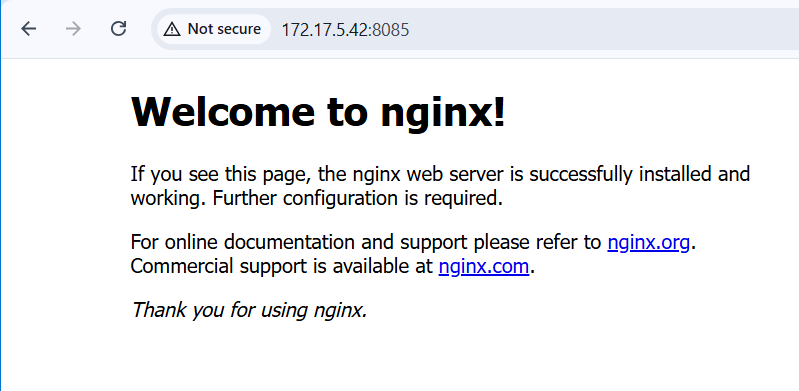 Not secure 172.17.5.42:8085
Welcome to nginx!
If you see this page, the nginx web server is successfully installed and
working. Further configuration is required.
For online documentation and support please refer to nginx.org.
Commercial support is available at nginx.com.
Thank you for using nginx.